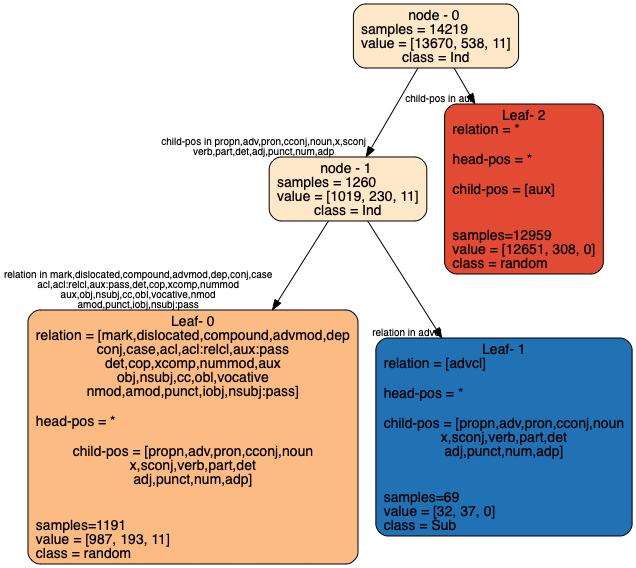 node - 0
samples = 14219
value = [13670, 538, 11]
class = Ind
child-pos in aux
Leaf- 2
relation = *
head-pos = *
child-pos = [aux]
samples=12959
value = [12651, 308, 0]
class = random
child-pos in propn,adv,pron,cconj,noun,x,sconj
verb,part,det,adj,punct,num,adp
node - 1
samples = 1260
value = [1019, 230, 11]
class = Ind
relation in mark,dislocated,compound,advmod,dep,conj,case
acl,acl:relcl,aux:pass,det,cop,xcomp,nummod
aux,obj,nsubj,cc,obl,vocative,nmod
amod,punct,iobj,nsubj:pass
Leaf- 0
relation = [mark,dislocated,compound,advmod,dep
conj,case,acl,acl:relcl,aux:pass
det,cop,xcomp,nummod,aux
obj,nsubj,cc,obl,vocative
nmod,amod,punct,iobj,nsubj:pass]
head-pos = *
child-pos = [propn,adv,pron,cconj,noun
x,sconj,verb,part,det
adj,punct,num,adp]
samples=1191
value = [987, 193, 11]
class = random
relation in advcl
Leaf- 1
relation = [advcl]
head-pos = *
child-pos = [propn,adv,pron,cconj,noun
x,sconj,verb,part,det
adj,punct,num,adp]
samples=69
value = [32, 37, 0]
class = Sub